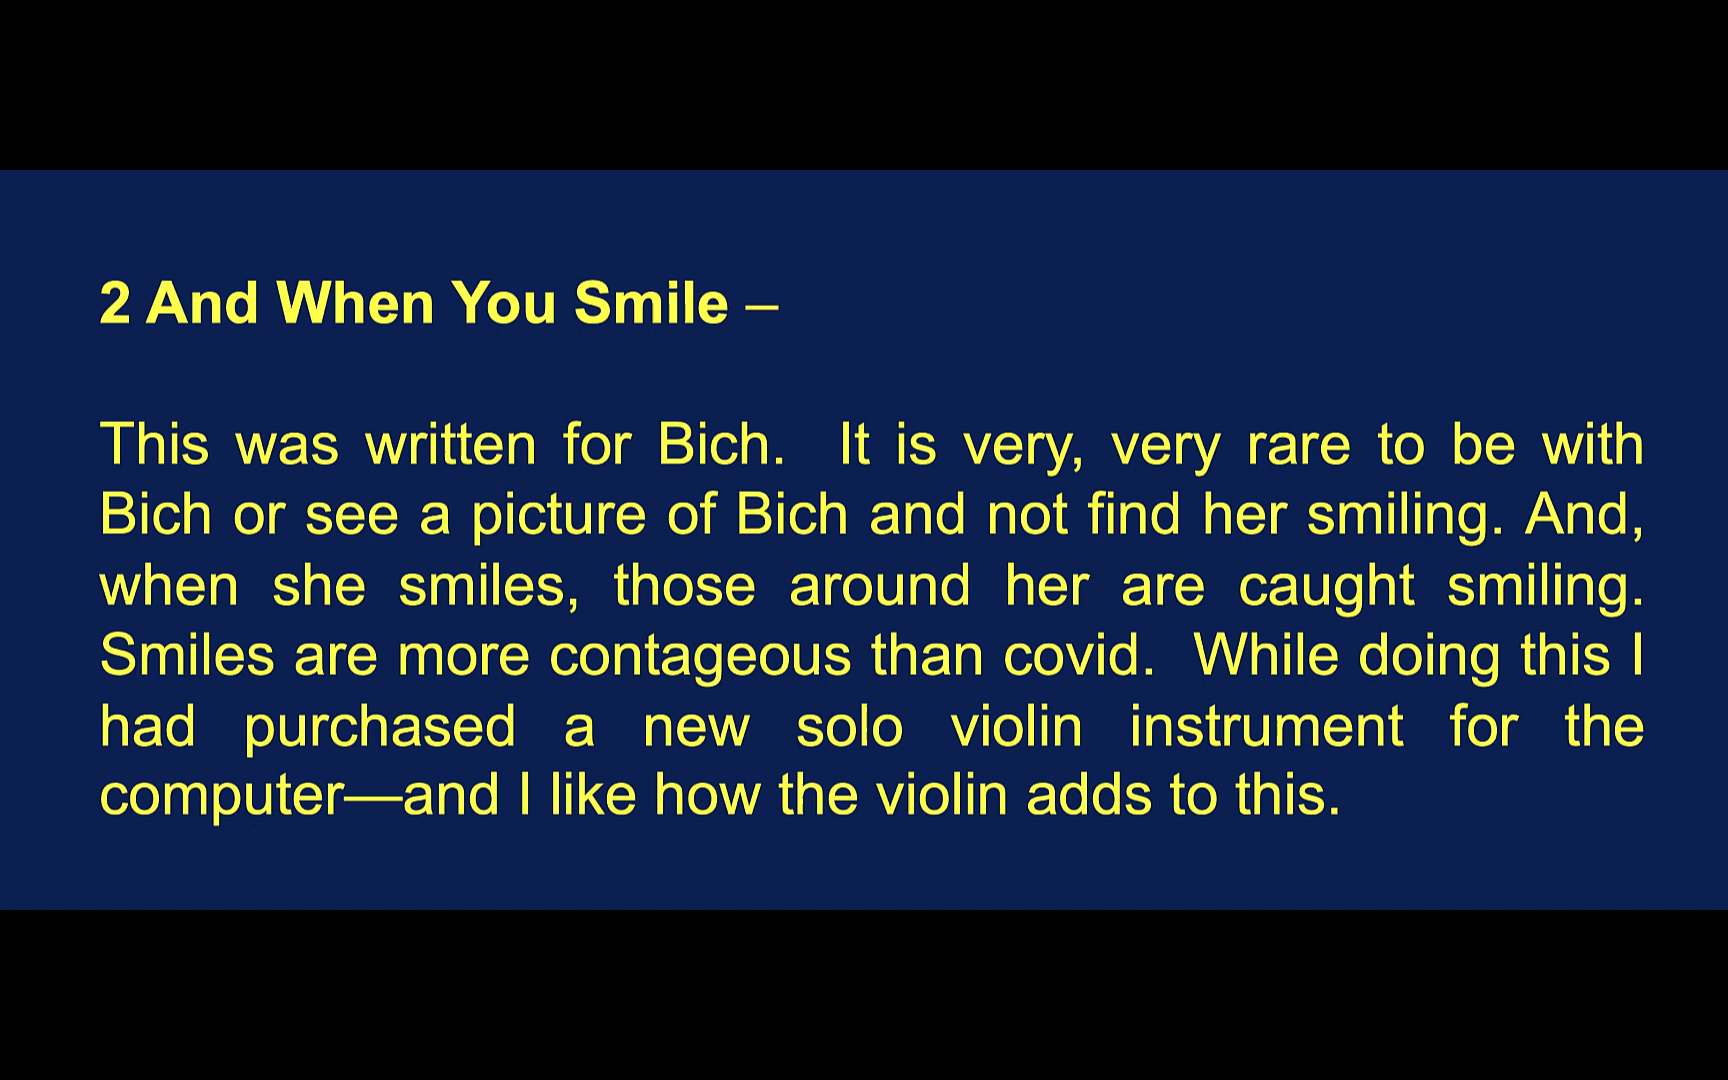 2 And When You Smile –
This was written for Bich.  It is very, very rare to be with
Bich or see a picture of Bich and not find her smiling. And,
when she smiles, those around her are caught smiling.
Smiles are more contageous than covid.  While doing this I
had purchased a new solo violin instrument for the
computer—and I like how the violin adds to this.